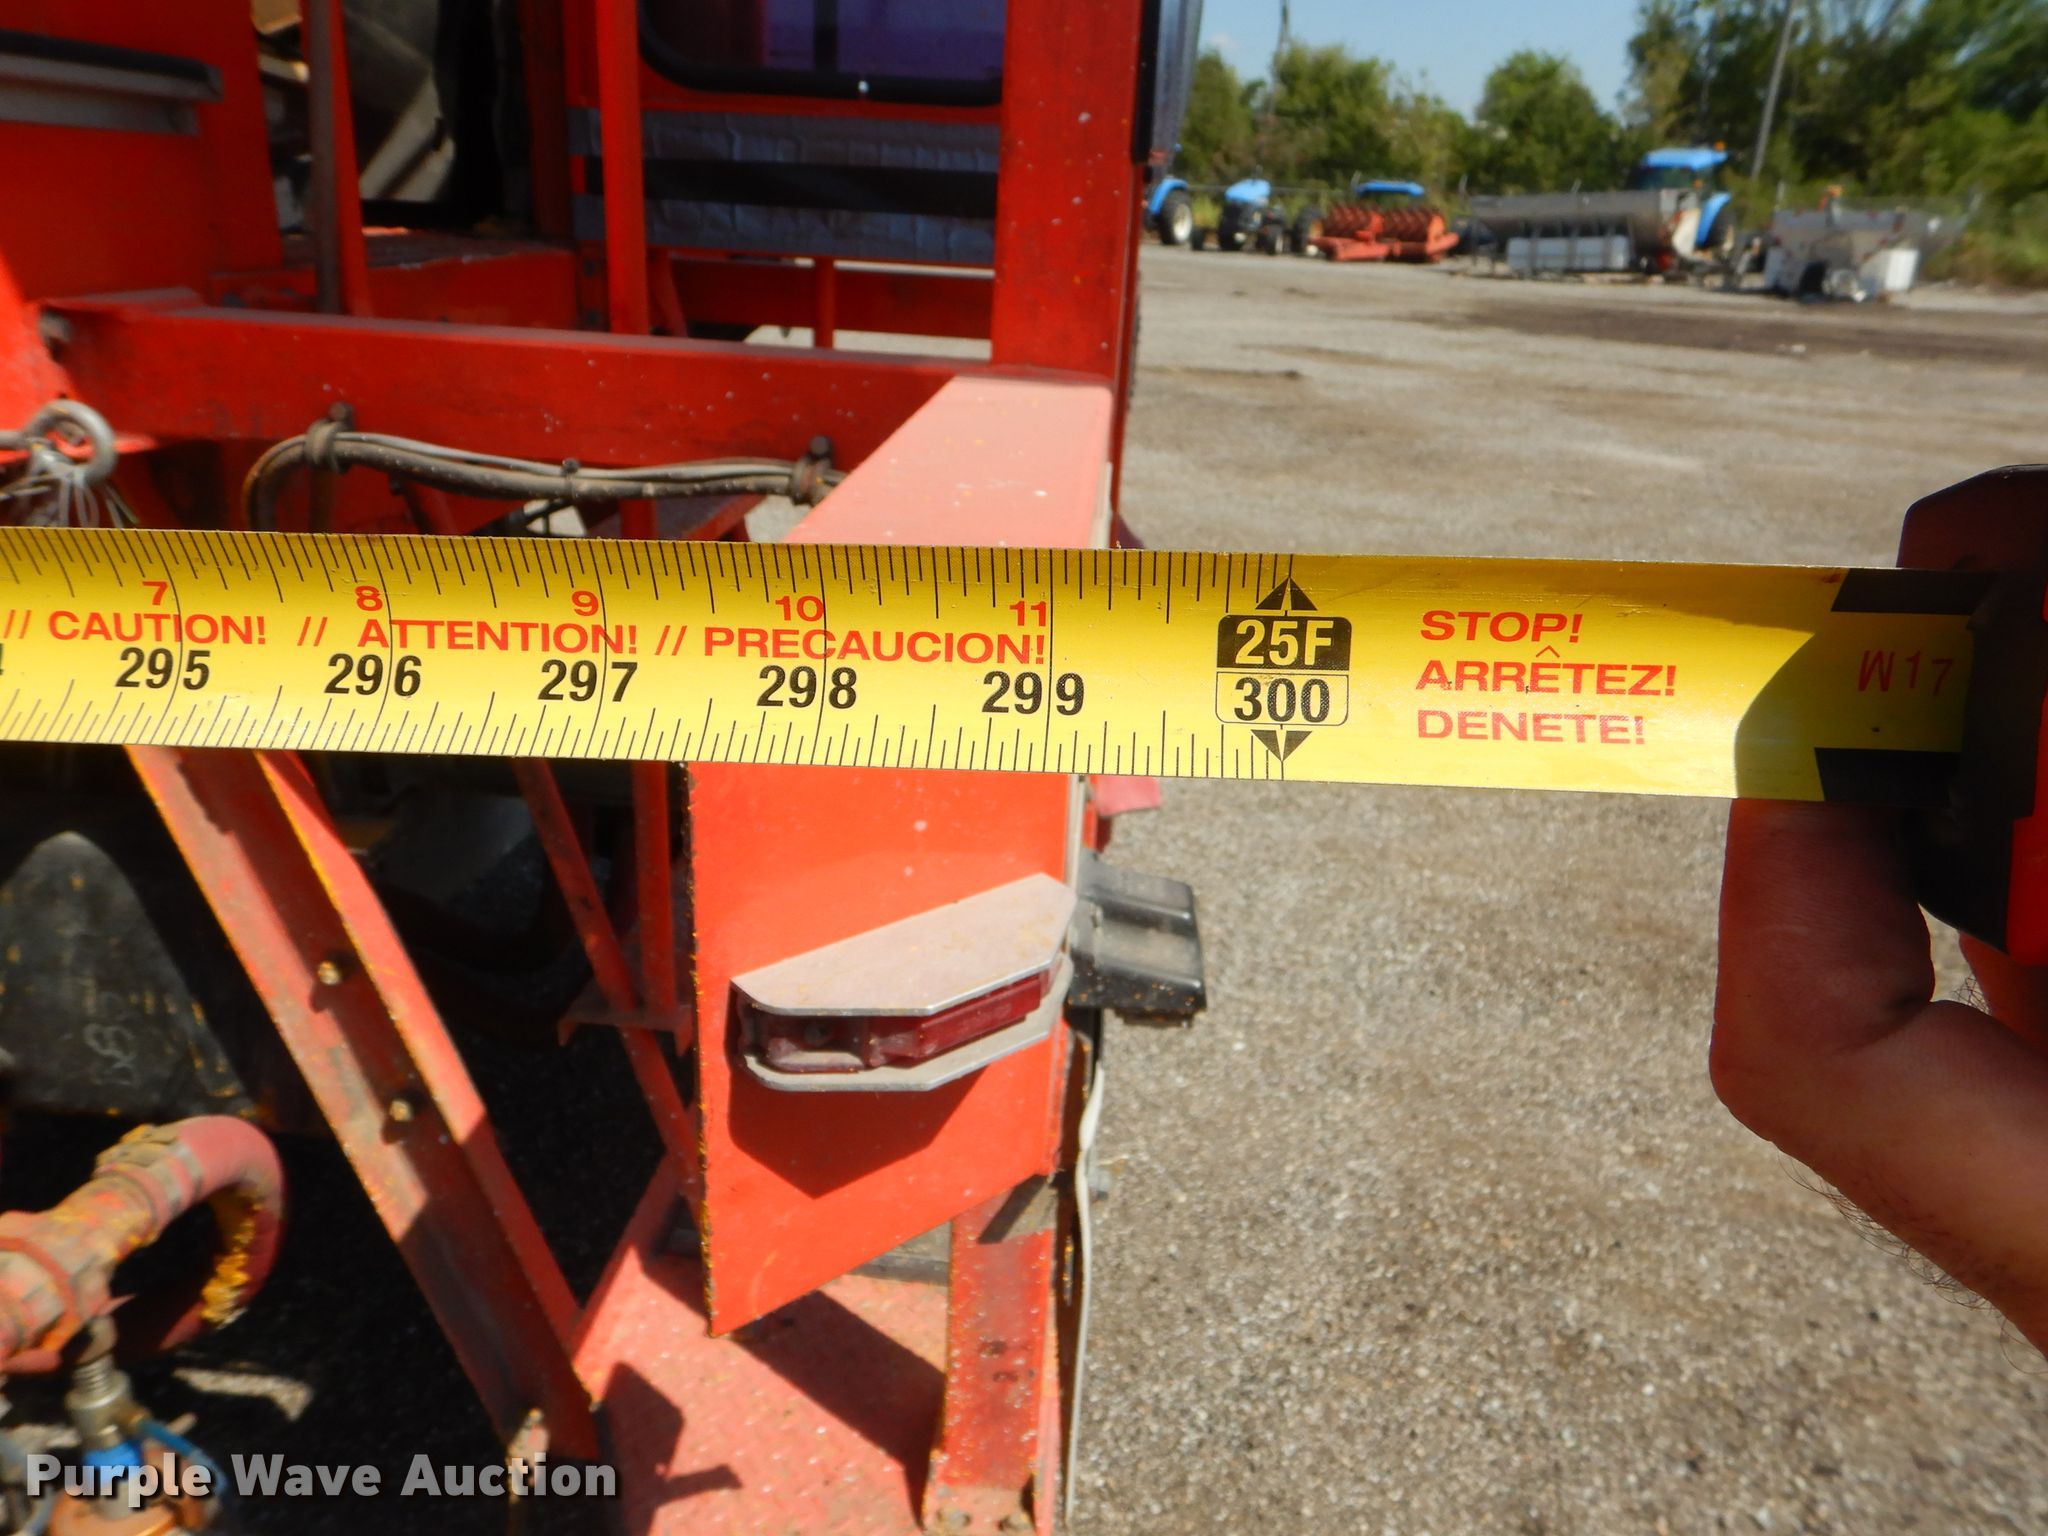 7 8 9 10 11
// CAUTION! // ATTENTION! // PRECAUCION!
295 296 297 298 299
25F
300
STOP!
ARRÊTEZ!
DENETE!
W17
Purple Wave Auction